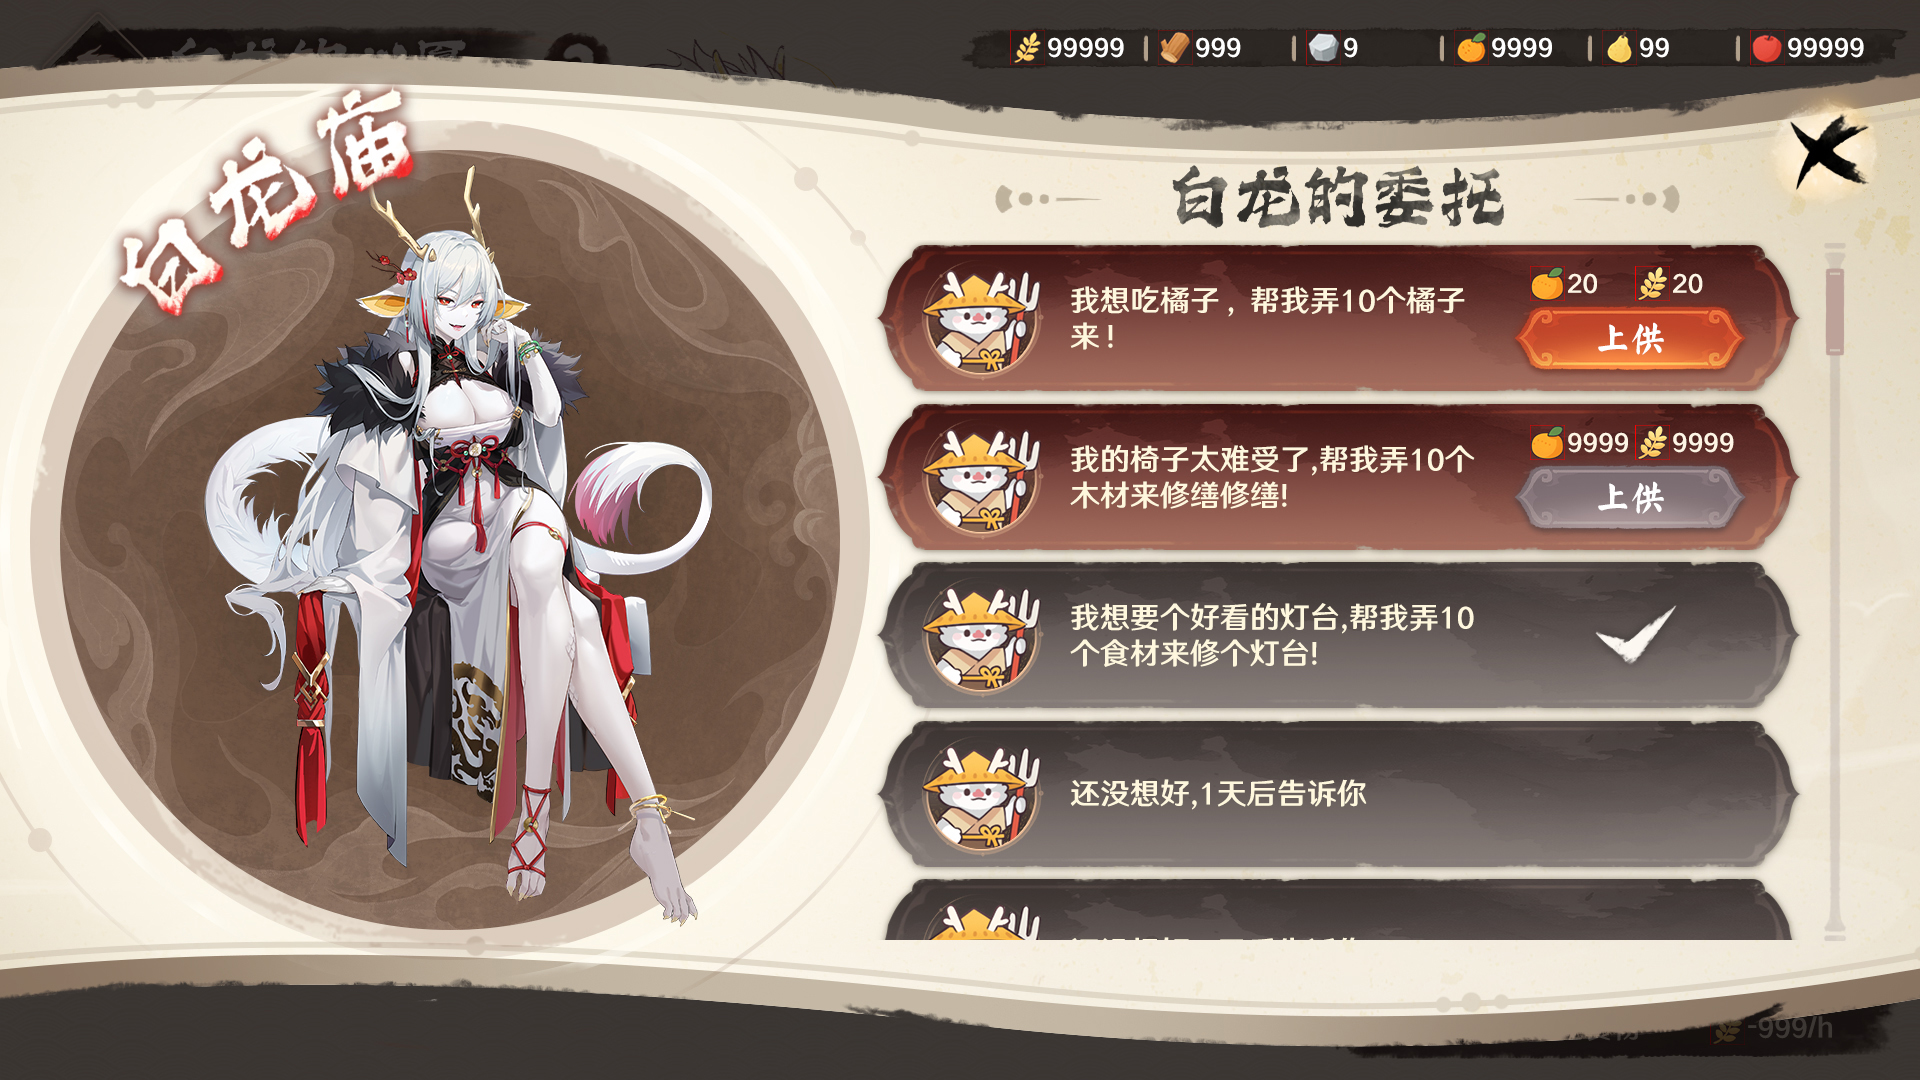 99999
999
9
9999
99
99999
白龙庙
白龙的委托
我想吃橘子，帮我弄10个橘子
来！
20
20
上供
我的椅子太难受了,帮我弄10个
木材来修缮修缮!
9999
9999
上供
我想要个好看的灯台,帮我弄10
个食材来修个灯台!
还没想好,1天后告诉你
-999/h